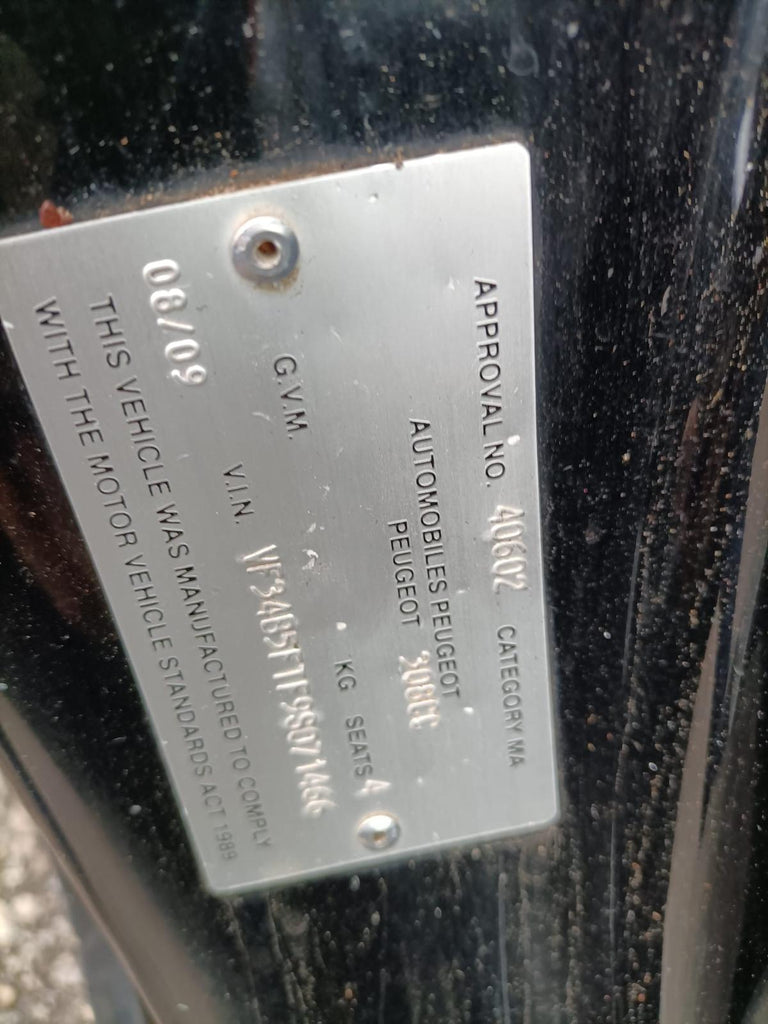 APPROVAL NO. 40602 CATEGORY MA
AUTOMOBILES PEUGEOT
PEUGEOT 308CC
G.V.M. KG SEATS 4
V.I.N. VF34B5FTF9S071466
08/09
THIS VEHICLE WAS MANUFACTURED TO COMPLY
WITH THE MOTOR VEHICLE STANDARDS ACT 1989